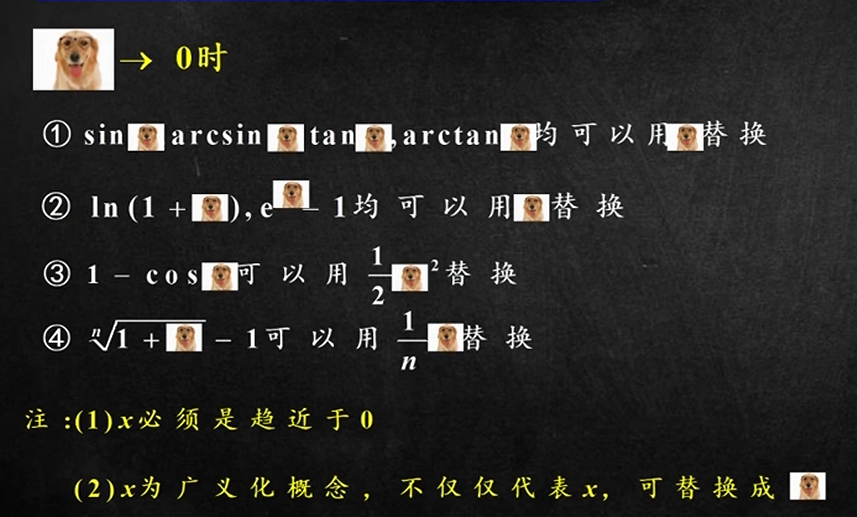 → 0时
① sin arcsin tan ,arctan 均可以用 替换
② ln(1 + ),e - 1均可以用 替换
③ 1 - cos 可以用 1/2 ² 替换
④ ⁿ√1 + - 1可以用 1/n 替换
注:(1)x必须是趋近于0
(2)x为广义化概念，不仅仅代表x，可替换成